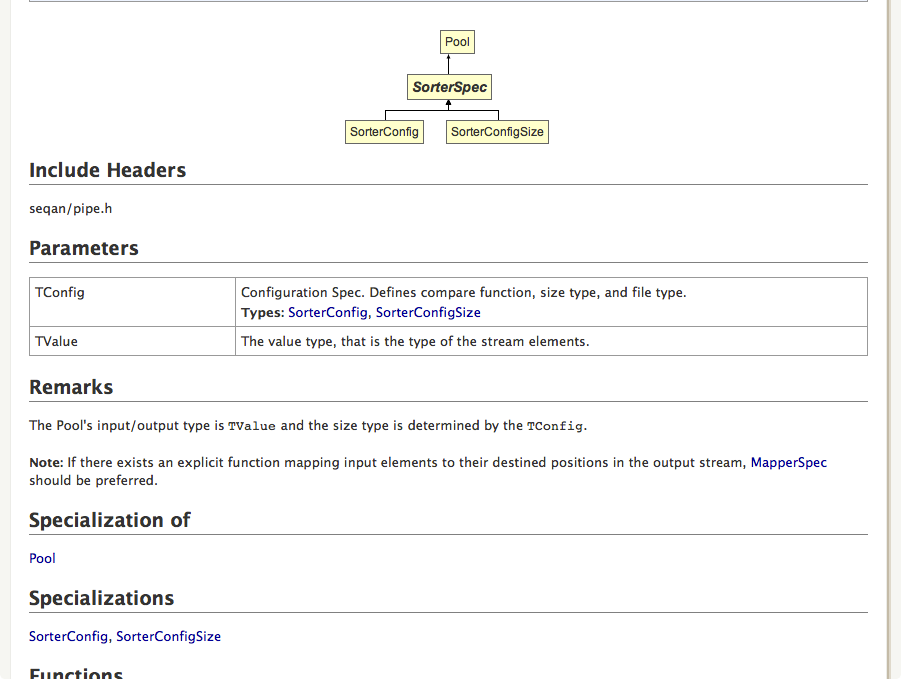 Pool
SorterSpec
SorterConfig SorterConfigSize
Include Headers
seqan/pipe.h
Parameters
TConfig Configuration Spec. Defines compare function, size type, and file type.
Types: SorterConfig, SorterConfigSize
TValue The value type, that is the type of the stream elements.
Remarks
The Pool's input/output type is TValue and the size type is determined by the TConfig.
Note: If there exists an explicit function mapping input elements to their destined positions in the output stream, MapperSpec
should be preferred.
Specialization of
Pool
Specializations
SorterConfig, SorterConfigSize
Functions